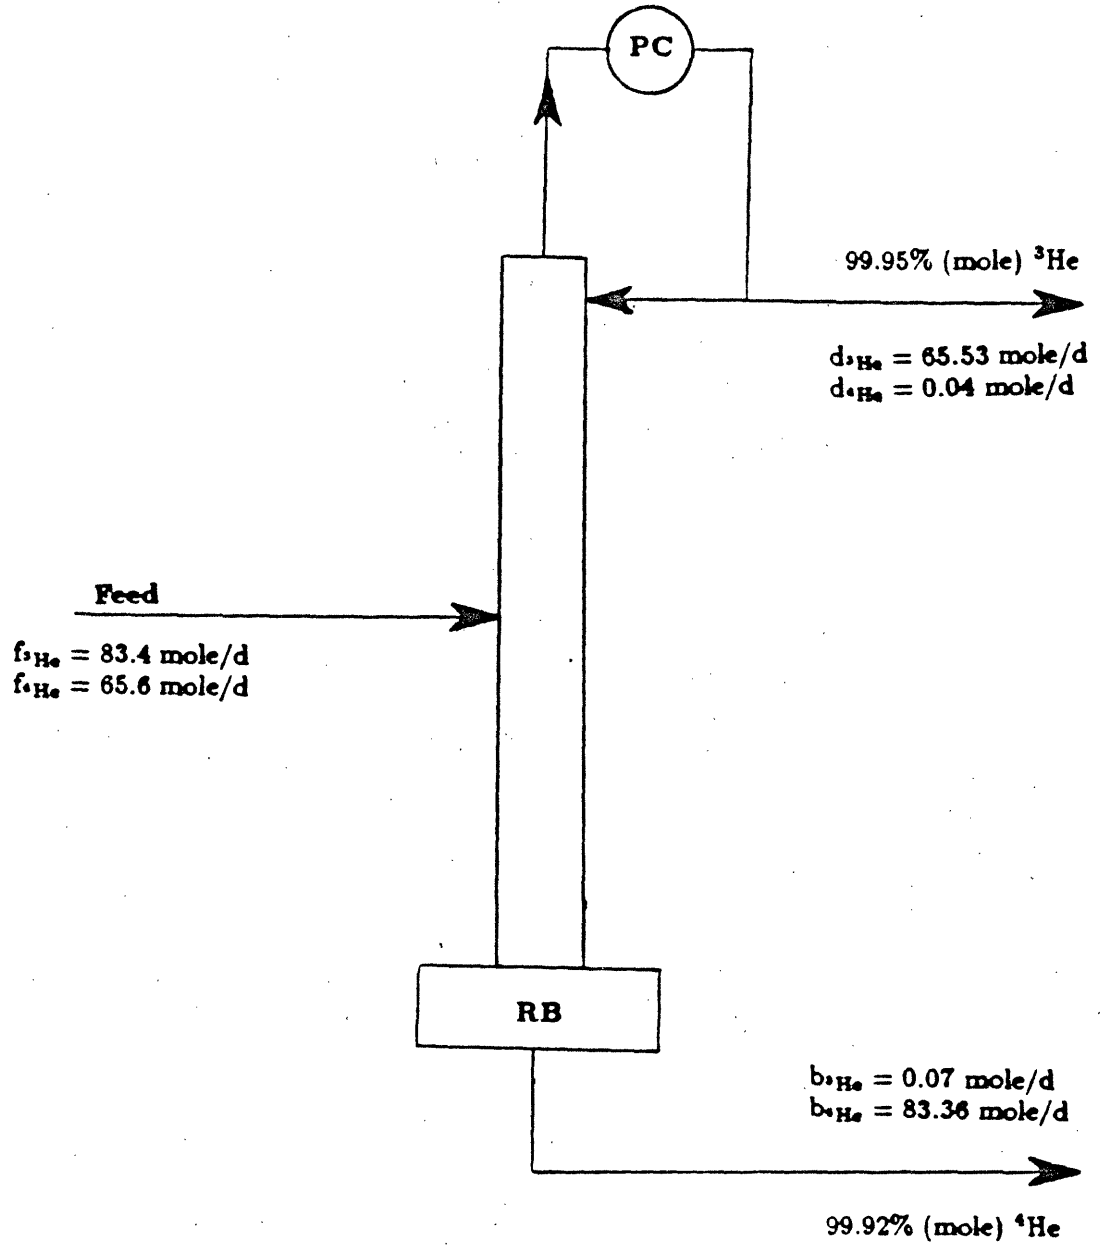 PC
99.95% (mole) ³He
d₃He = 65.53 mole/d
d₄He = 0.04 mole/d
Feed
f₃He = 83.4 mole/d
f₄He = 65.6 mole/d
RB
b₃He = 0.07 mole/d
b₄He = 83.36 mole/d
99.92% (mole) ⁴He